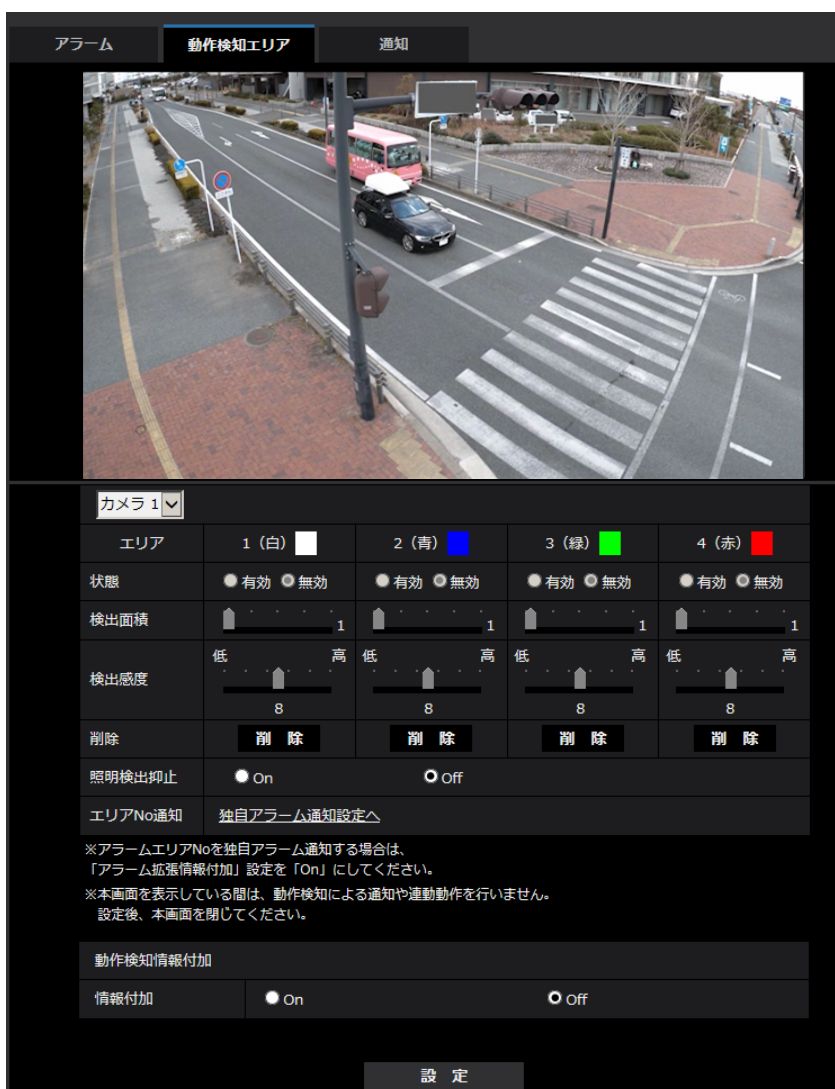 アラーム 動作検知エリア 通知
カメラ 1
エリア 1（白） 2（青） 3（緑） 4（赤）
状態 有効 無効 有効 無効 有効 無効 有効 無効
検出面積 1 1 1 1
低 高 低 高 低 高 低 高
検出感度
8 8 8 8
削除 削 除 削 除 削 除 削 除
照明検出抑止 On Off
エリアNo通知 独自アラーム通知設定へ
※アラームエリアNoを独自アラーム通知する場合は、
「アラーム拡張情報付加」設定を「On」にしてください。
※本画面を表示している間は、動作検知による通知や連動動作を行いません。
設定後、本画面を閉じてください。
動作検知情報付加
情報付加 On Off
設 定